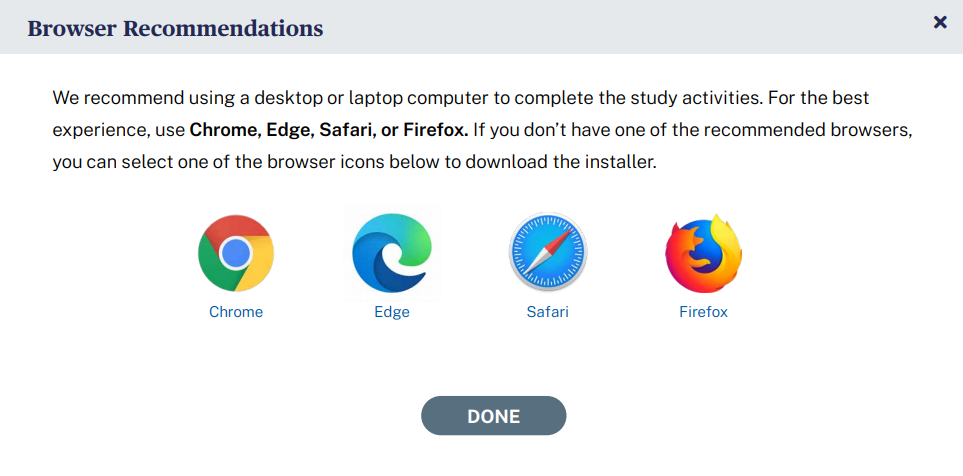 Browser Recommendations
We recommend using a desktop or laptop computer to complete the study activities. For the best
experience, use Chrome, Edge, Safari, or Firefox. If you don’t have one of the recommended browsers,
you can select one of the browser icons below to download the installer.
Chrome Edge Safari Firefox
DONE